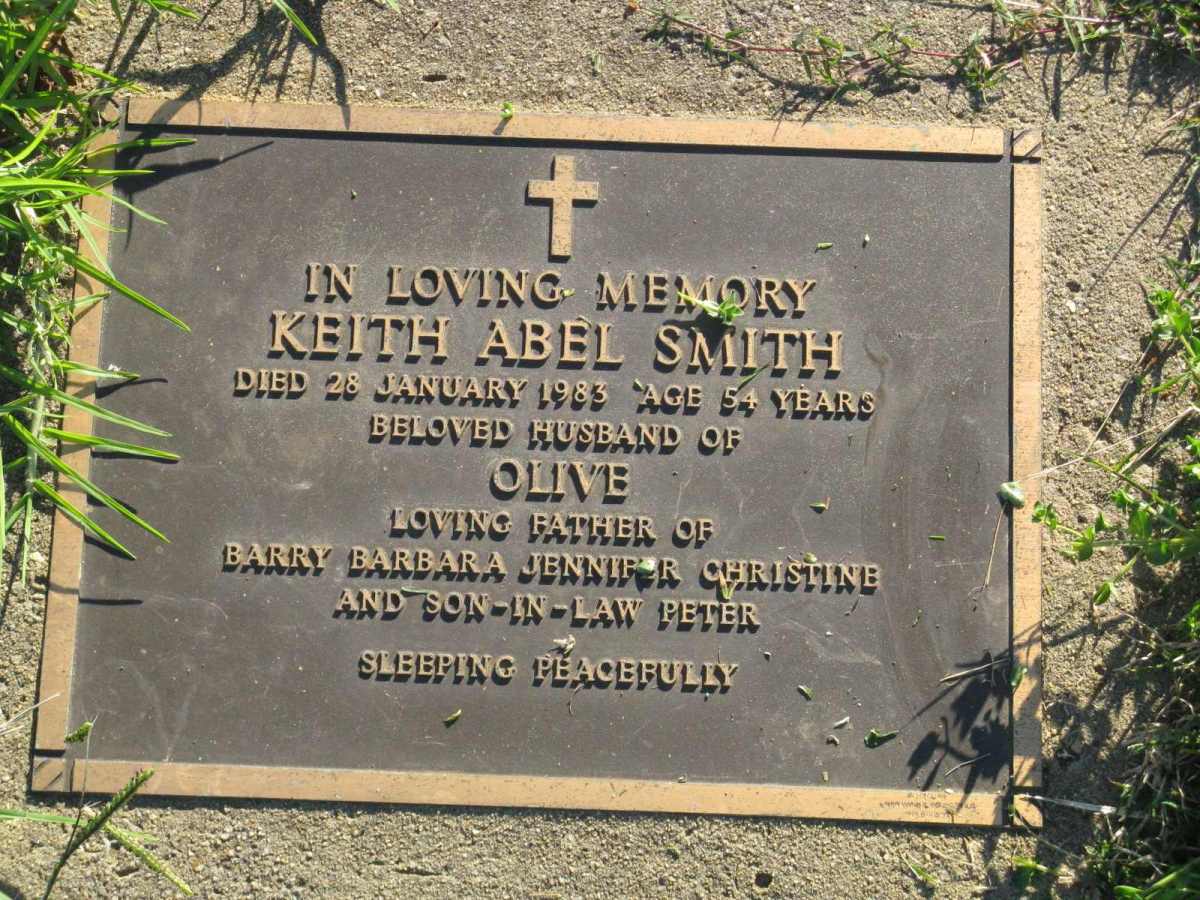 IN LOVING MEMORY
KEITH ABEL SMITH
DIED 28 JANUARY 1983 AGE 54 YEARS
BELOVED HUSBAND OF
OLIVE
LOVING FATHER OF
BARRY BARBARA JENNIFER CHRISTINE
AND SON-IN-LAW PETER
SLEEPING PEACEFULLY